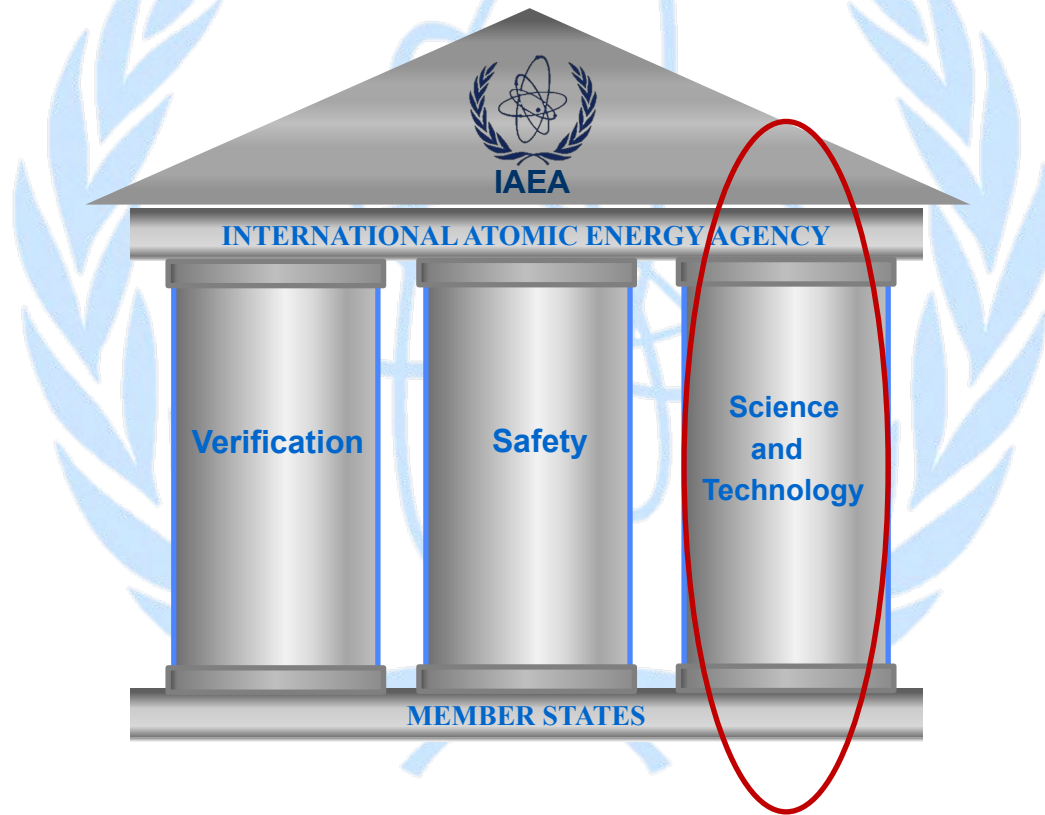 IAEA
INTERNATIONAL ATOMIC ENERGY AGENCY
Verification
Safety
Science
and
Technology
MEMBER STATES